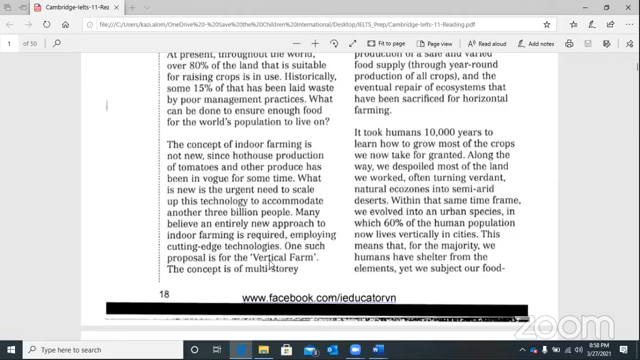 Cambridge-Ielts-11-Reading.pdf
File
C:/Users/kazi.alom/OneDrive%20-%20Save%20the%20Children%20International/Desktop/IELTS_Prep/Cambridge-Ielts-11-Reading.pdf
1 of 50
Fit to page
Page view
Read aloud
Add notes
At present, throughout the world,
over 80% of the land that is suitable
for raising crops is in use. Historically,
some 15% of that has been laid waste
by poor management practices. What
can be done to ensure enough food
for the world's population to live on?
The concept of indoor farming is
not new, since hothouse production
of tomatoes and other produce has
been in vogue for some time. What
is new is the urgent need to scale
up this technology to accommodate
another three billion people. Many
believe an entirely new approach to
indoor farming is required, employing
cutting-edge technologies. One such
proposal is for the 'Vertical Farm'.
The concept is of multi-storey
production of a safe and varied
food supply (through year-round
production of all crops), and the
eventual repair of ecosystems that
have been sacrificed for horizontal
farming.
It took humans 10,000 years to
learn how to grow most of the crops
we now take for granted. Along the
way, we despoiled most of the land
we worked, often turning verdant,
natural ecozones into semi-arid
deserts. Within that same time frame,
we evolved into an urban species, in
which 60% of the human population
now lives vertically in cities. This
means that, for the majority, we
humans have shelter from the
elements, yet we subject our food-
18
www.facebook.com/ieducatorvn
zoom
Type here to search
8:58 PM
3/27/2021